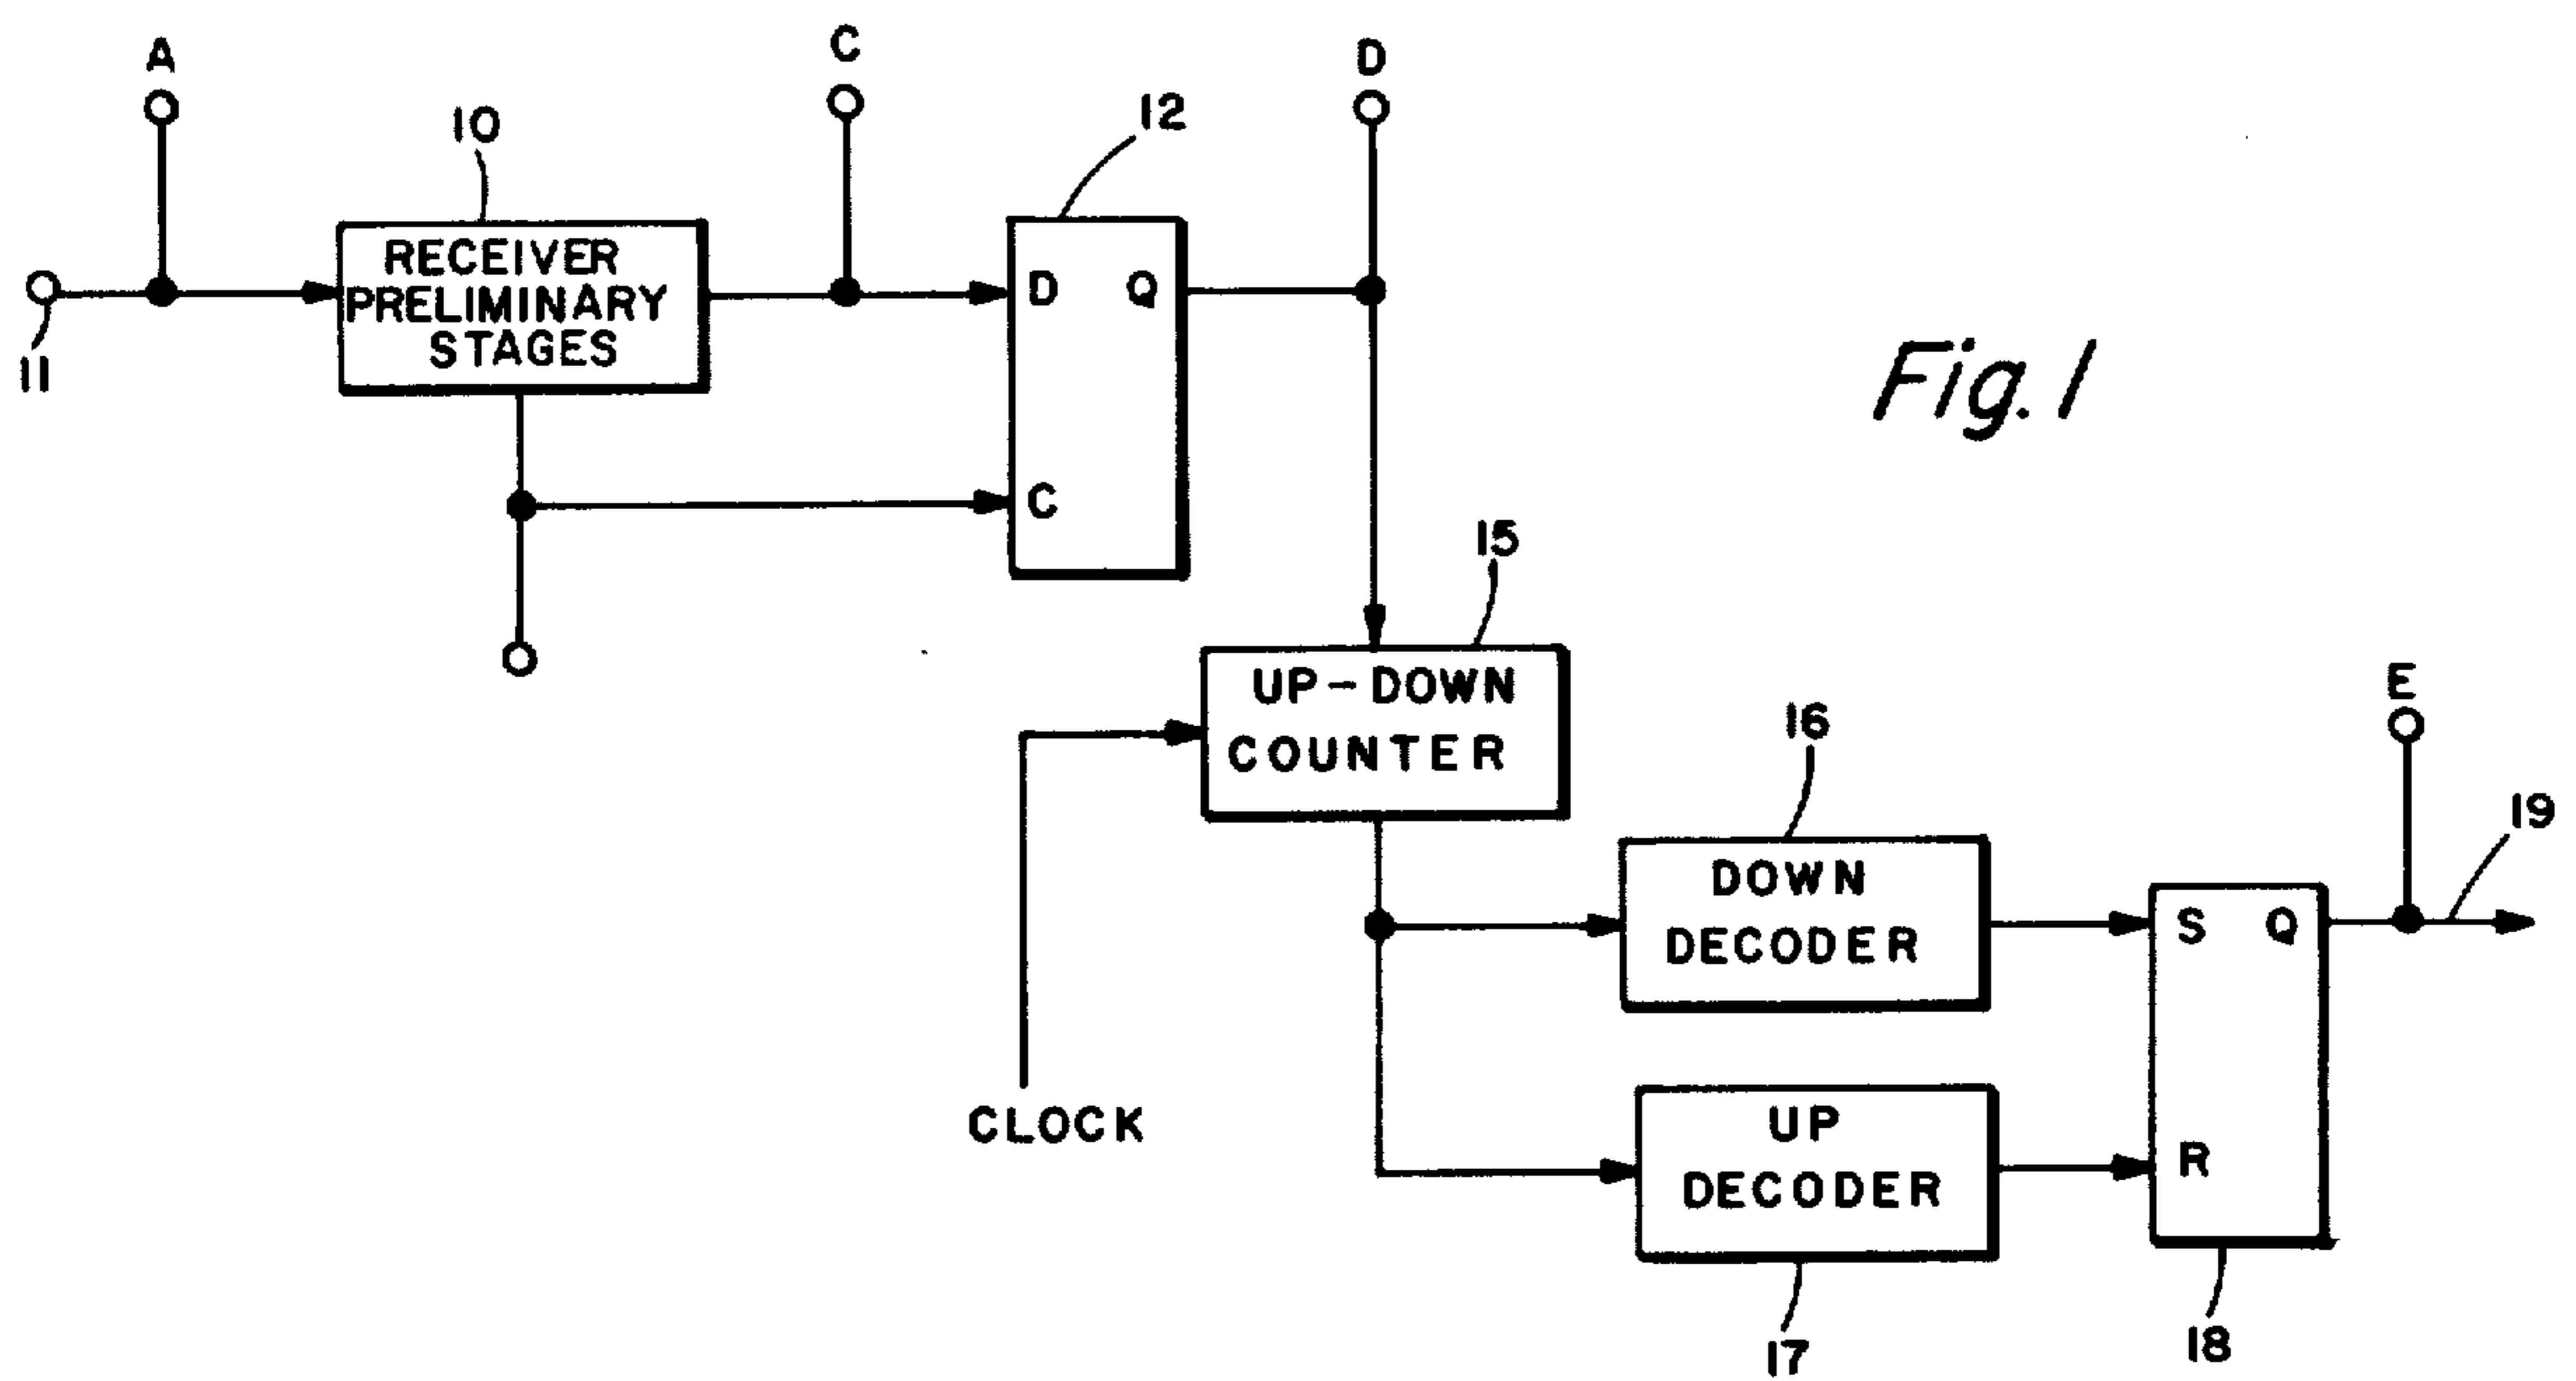 A
C
D
10
12
RECEIVER
PRELIMINARY
STAGES
D Q
11
Fig. 1
C
15
UP-DOWN
COUNTER
E
16
19
DOWN
DECODER
S Q
CLOCK
UP
DECODER
R
17
18